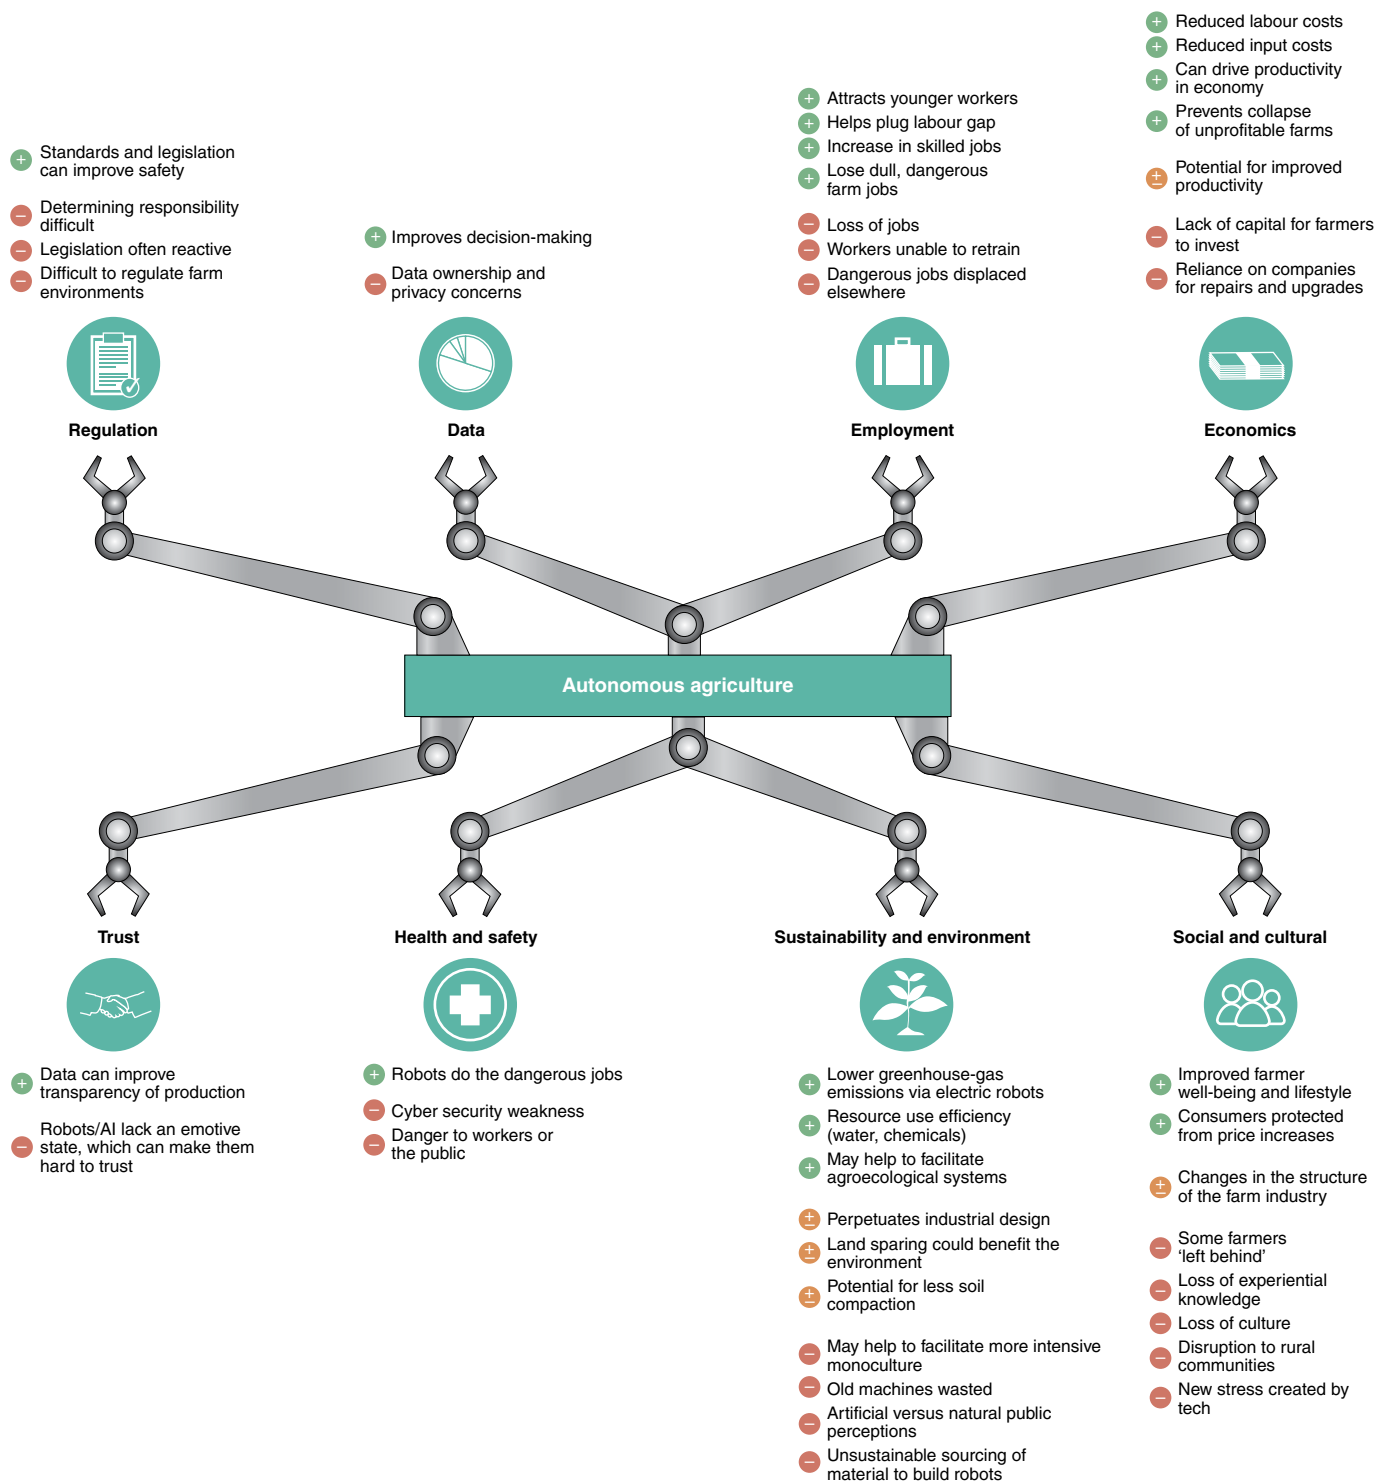 Standards and legislation
can improve safety
Determining responsibility
difficult
Legislation often reactive
Difficult to regulate farm
environments
Regulation
Improves decision-making
Data ownership and
privacy concerns
Data
Attracts younger workers
Helps plug labour gap
Increase in skilled jobs
Lose dull, dangerous
farm jobs
Loss of jobs
Workers unable to retrain
Dangerous jobs displaced
elsewhere
Employment
Reduced labour costs
Reduced input costs
Can drive productivity
in economy
Prevents collapse
of unprofitable farms
Potential for improved
productivity
Lack of capital for farmers
to invest
Reliance on companies
for repairs and upgrades
Economics
Autonomous agriculture
Trust
Data can improve
transparency of production
Robots/AI lack an emotive
state, which can make them
hard to trust
Health and safety
Robots do the dangerous jobs
Cyber security weakness
Danger to workers or
the public
Sustainability and environment
Lower greenhouse-gas
emissions via electric robots
Resource use efficiency
(water, chemicals)
May help to facilitate
agroecological systems
Perpetuates industrial design
Land sparing could benefit the
environment
Potential for less soil
compaction
May help to facilitate more intensive
monoculture
Old machines wasted
Artificial versus natural public
perceptions
Unsustainable sourcing of
material to build robots
Social and cultural
Improved farmer
well-being and lifestyle
Consumers protected
from price increases
Changes in the structure
of the farm industry
Some farmers
‘left behind’
Loss of experiential
knowledge
Loss of culture
Disruption to rural
communities
New stress created by
tech